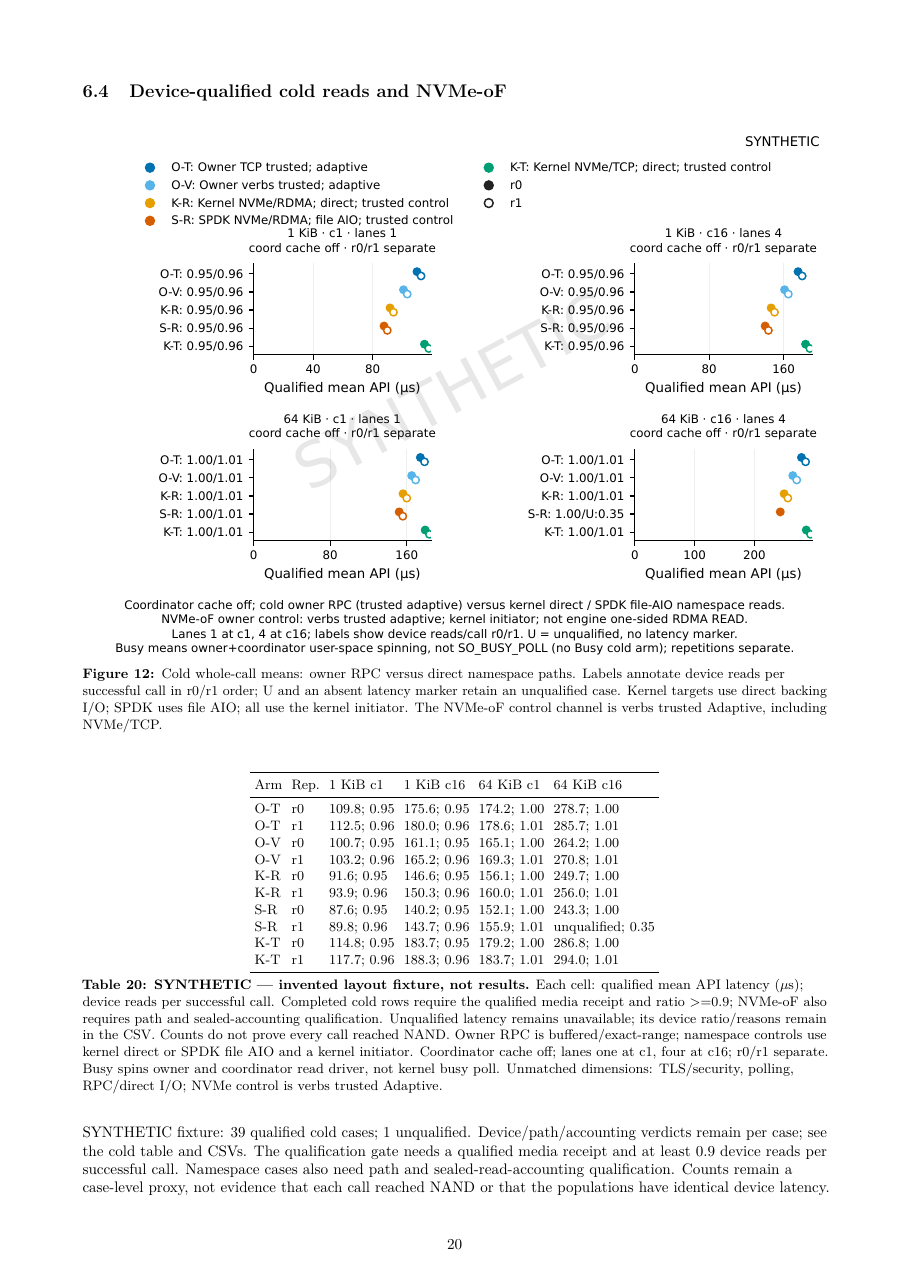 6.4 Device-qualified cold reads and NVMe-oF
SYNTHETIC
O-T: Owner TCP trusted; adaptive
O-V: Owner verbs trusted; adaptive
K-R: Kernel NVMe/RDMA; direct; trusted control
S-R: SPDK NVMe/RDMA; file AIO; trusted control
K-T: Kernel NVMe/TCP; direct; trusted control
r0
r1
1 KiB · c1 · lanes 1
coord cache off · r0/r1 separate
O-T: 0.95/0.96
O-V: 0.95/0.96
K-R: 0.95/0.96
S-R: 0.95/0.96
K-T: 0.95/0.96
0 40 80
Qualified mean API (µs)
1 KiB · c16 · lanes 4
coord cache off · r0/r1 separate
O-T: 0.95/0.96
O-V: 0.95/0.96
K-R: 0.95/0.96
S-R: 0.95/0.96
K-T: 0.95/0.96
0 80 160
Qualified mean API (µs)
SYNTHETIC
64 KiB · c1 · lanes 1
coord cache off · r0/r1 separate
O-T: 1.00/1.01
O-V: 1.00/1.01
K-R: 1.00/1.01
S-R: 1.00/1.01
K-T: 1.00/1.01
0 80 160
Qualified mean API (µs)
64 KiB · c16 · lanes 4
coord cache off · r0/r1 separate
O-T: 1.00/1.01
O-V: 1.00/1.01
K-R: 1.00/1.01
S-R: 1.00/U:0.35
K-T: 1.00/1.01
0 100 200
Qualified mean API (µs)
Coordinator cache off; cold owner RPC (trusted adaptive) versus kernel direct / SPDK file-AIO namespace reads.
NVMe-oF owner control: verbs trusted adaptive; kernel initiator; not engine one-sided RDMA READ.
Lanes 1 at c1, 4 at c16; labels show device reads/call r0/r1. U = unqualified, no latency marker.
Busy means owner+coordinator user-space spinning, not SO_BUSY_POLL (no Busy cold arm); repetitions separate.
Figure 12: Cold whole-call means: owner RPC versus direct namespace paths. Labels annotate device reads per
successful call in r0/r1 order; U and an absent latency marker retain an unqualified case. Kernel targets use direct backing
I/O; SPDK uses file AIO; all use the kernel initiator. The NVMe-oF control channel is verbs trusted Adaptive, including
NVMe/TCP.
Arm Rep. 1 KiB c1 1 KiB c16 64 KiB c1 64 KiB c16
O-T r0 109.8; 0.95 175.6; 0.95 174.2; 1.00 278.7; 1.00
O-T r1 112.5; 0.96 180.0; 0.96 178.6; 1.01 285.7; 1.01
O-V r0 100.7; 0.95 161.1; 0.95 165.1; 1.00 264.2; 1.00
O-V r1 103.2; 0.96 165.2; 0.96 169.3; 1.01 270.8; 1.01
K-R r0 91.6; 0.95 146.6; 0.95 156.1; 1.00 249.7; 1.00
K-R r1 93.9; 0.96 150.3; 0.96 160.0; 1.01 256.0; 1.01
S-R r0 87.6; 0.95 140.2; 0.95 152.1; 1.00 243.3; 1.00
S-R r1 89.8; 0.96 143.7; 0.96 155.9; 1.01 unqualified; 0.35
K-T r0 114.8; 0.95 183.7; 0.95 179.2; 1.00 286.8; 1.00
K-T r1 117.7; 0.96 188.3; 0.96 183.7; 1.01 294.0; 1.01
Table 20: SYNTHETIC — invented layout fixture, not results. Each cell: qualified mean API latency (µs);
device reads per successful call. Completed cold rows require the qualified media receipt and ratio >=0.9; NVMe-oF also
requires path and sealed-accounting qualification. Unqualified latency remains unavailable; its device ratio/reasons remain
in the CSV. Counts do not prove every call reached NAND. Owner RPC is buffered/exact-range; namespace controls use
kernel direct or SPDK file AIO and a kernel initiator. Coordinator cache off; lanes one at c1, four at c16; r0/r1 separate.
Busy spins owner and coordinator read driver, not kernel busy poll. Unmatched dimensions: TLS/security, polling,
RPC/direct I/O; NVMe control is verbs trusted Adaptive.
SYNTHETIC fixture: 39 qualified cold cases; 1 unqualified. Device/path/accounting verdicts remain per case; see
the cold table and CSVs. The qualification gate needs a qualified media receipt and at least 0.9 device reads per
successful call. Namespace cases also need path and sealed-read-accounting qualification. Counts remain a
case-level proxy, not evidence that each call reached NAND or that the populations have identical device latency.
20